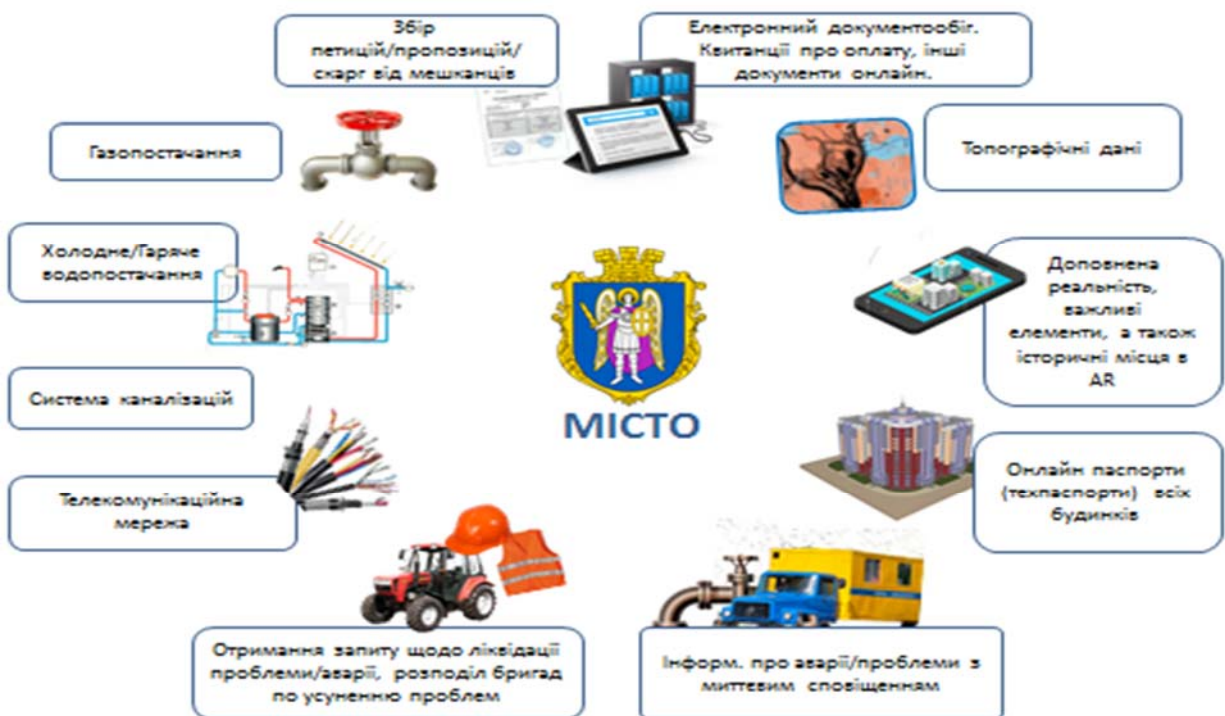 Збір
петицій/пропозицій/
скарг від мешканців
Електронний документообіг.
Квитанції про оплату, інші
документи онлайн.
Газопостачання
Топографічні дані
Холодне/Гаряче
водопостачання
Доповнена
реальність,
важливі
елементи, а також
історичні місця в
AR
МІСТО
Система каналізацій
Телекомунікаційна
мережа
Онлайн паспорти
(техпаспорти) всіх
будинків
Отримання запиту щодо ліквідації
проблеми/аварії, розподіл бригад
по усуненню проблем
Інформ. про аварії/проблеми з
миттєвим сповіщенням